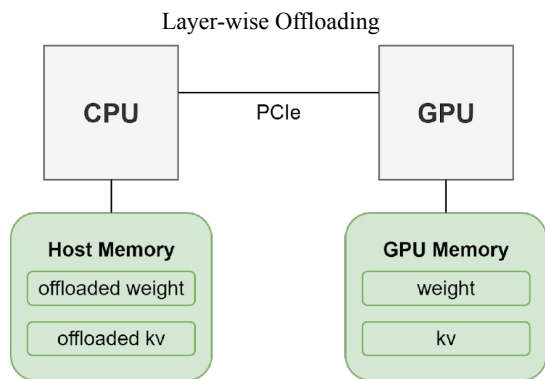 Layer-wise Offloading
CPU
PCIe
GPU
Host Memory
offloaded weight
offloaded kv
GPU Memory
weight
kv